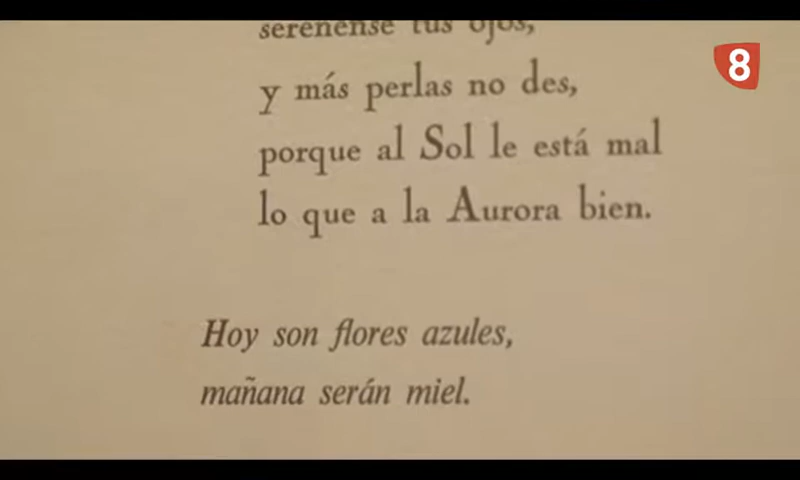 serénense tus ojos,
y más perlas no des,
porque al Sol le está mal
lo que a la Aurora bien.
Hoy son flores azules,
mañana serán miel.
8